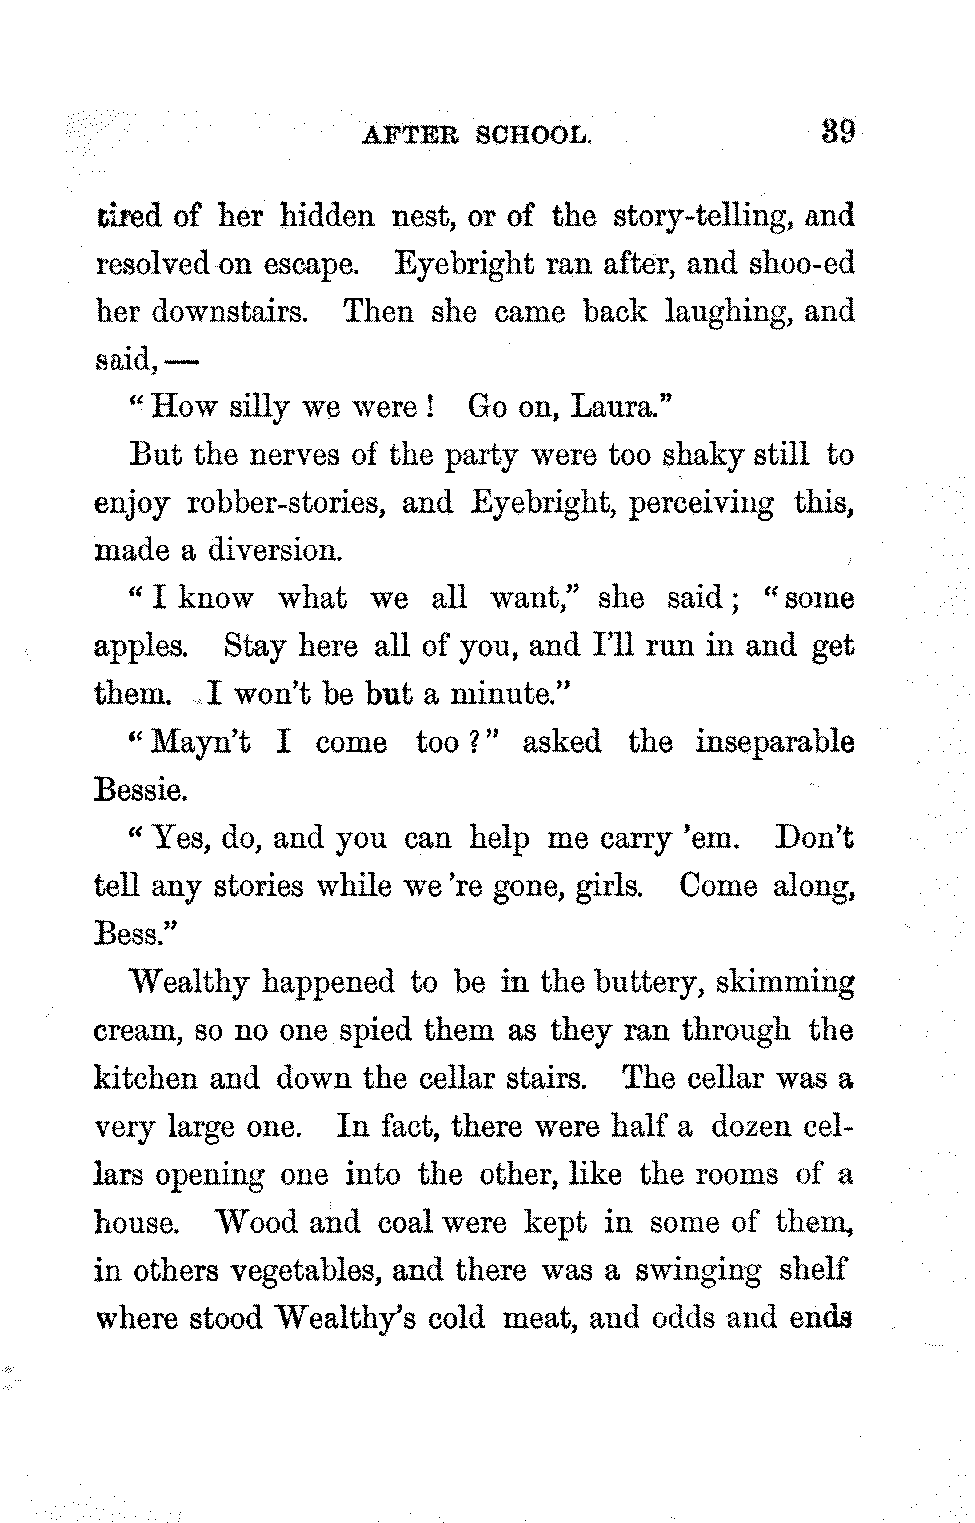 AFTER SCHOOL. 39
tired of her hidden nest, or of the story-telling, and
resolved on escape. Eyebright ran after, and shoo-ed
her downstairs. Then she came back laughing, and
said,—
"How silly we were! Go on, Laura."
But the nerves of the party were too shaky still to
enjoy robber-stories, and Eyebright, perceiving this,
made a diversion.
"I know what we all want," she said; "some
apples. Stay here all of you, and I'll run in and get
them. I won't be but a minute."
"Mayn't I come too?" asked the inseparable
Bessie.
"Yes, do, and you can help me carry 'em. Don't
tell any stories while we 're gone, girls. Come along,
Bess."
Wealthy happened to be in the buttery, skimming
cream, so no one spied them as they ran through the
kitchen and down the cellar stairs. The cellar was a
very large one. In fact, there were half a dozen cel-
lars opening one into the other, like the rooms of a
house. Wood and coal were kept in some of them,
in others vegetables, and there was a swinging shelf
where stood Wealthy's cold meat, and odds and ends